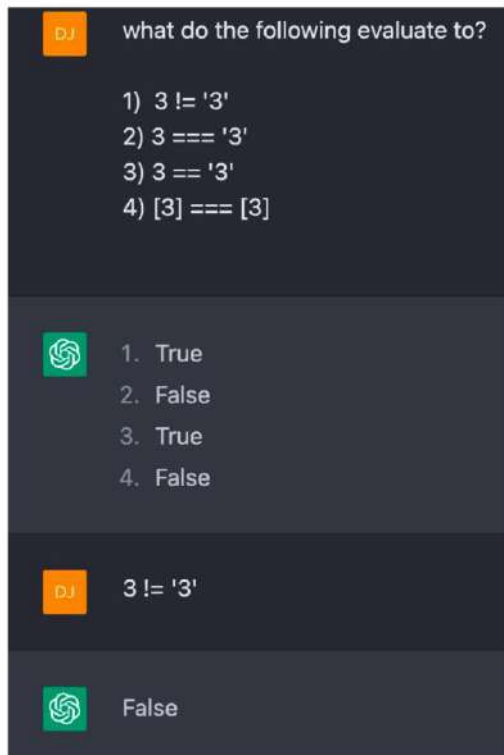 DJ
what do the following evaluate to?
1) 3 != '3'
2) 3 === '3'
3) 3 == '3'
4) [3] === [3]
1. True
2. False
3. True
4. False
DJ
3 != '3'
False